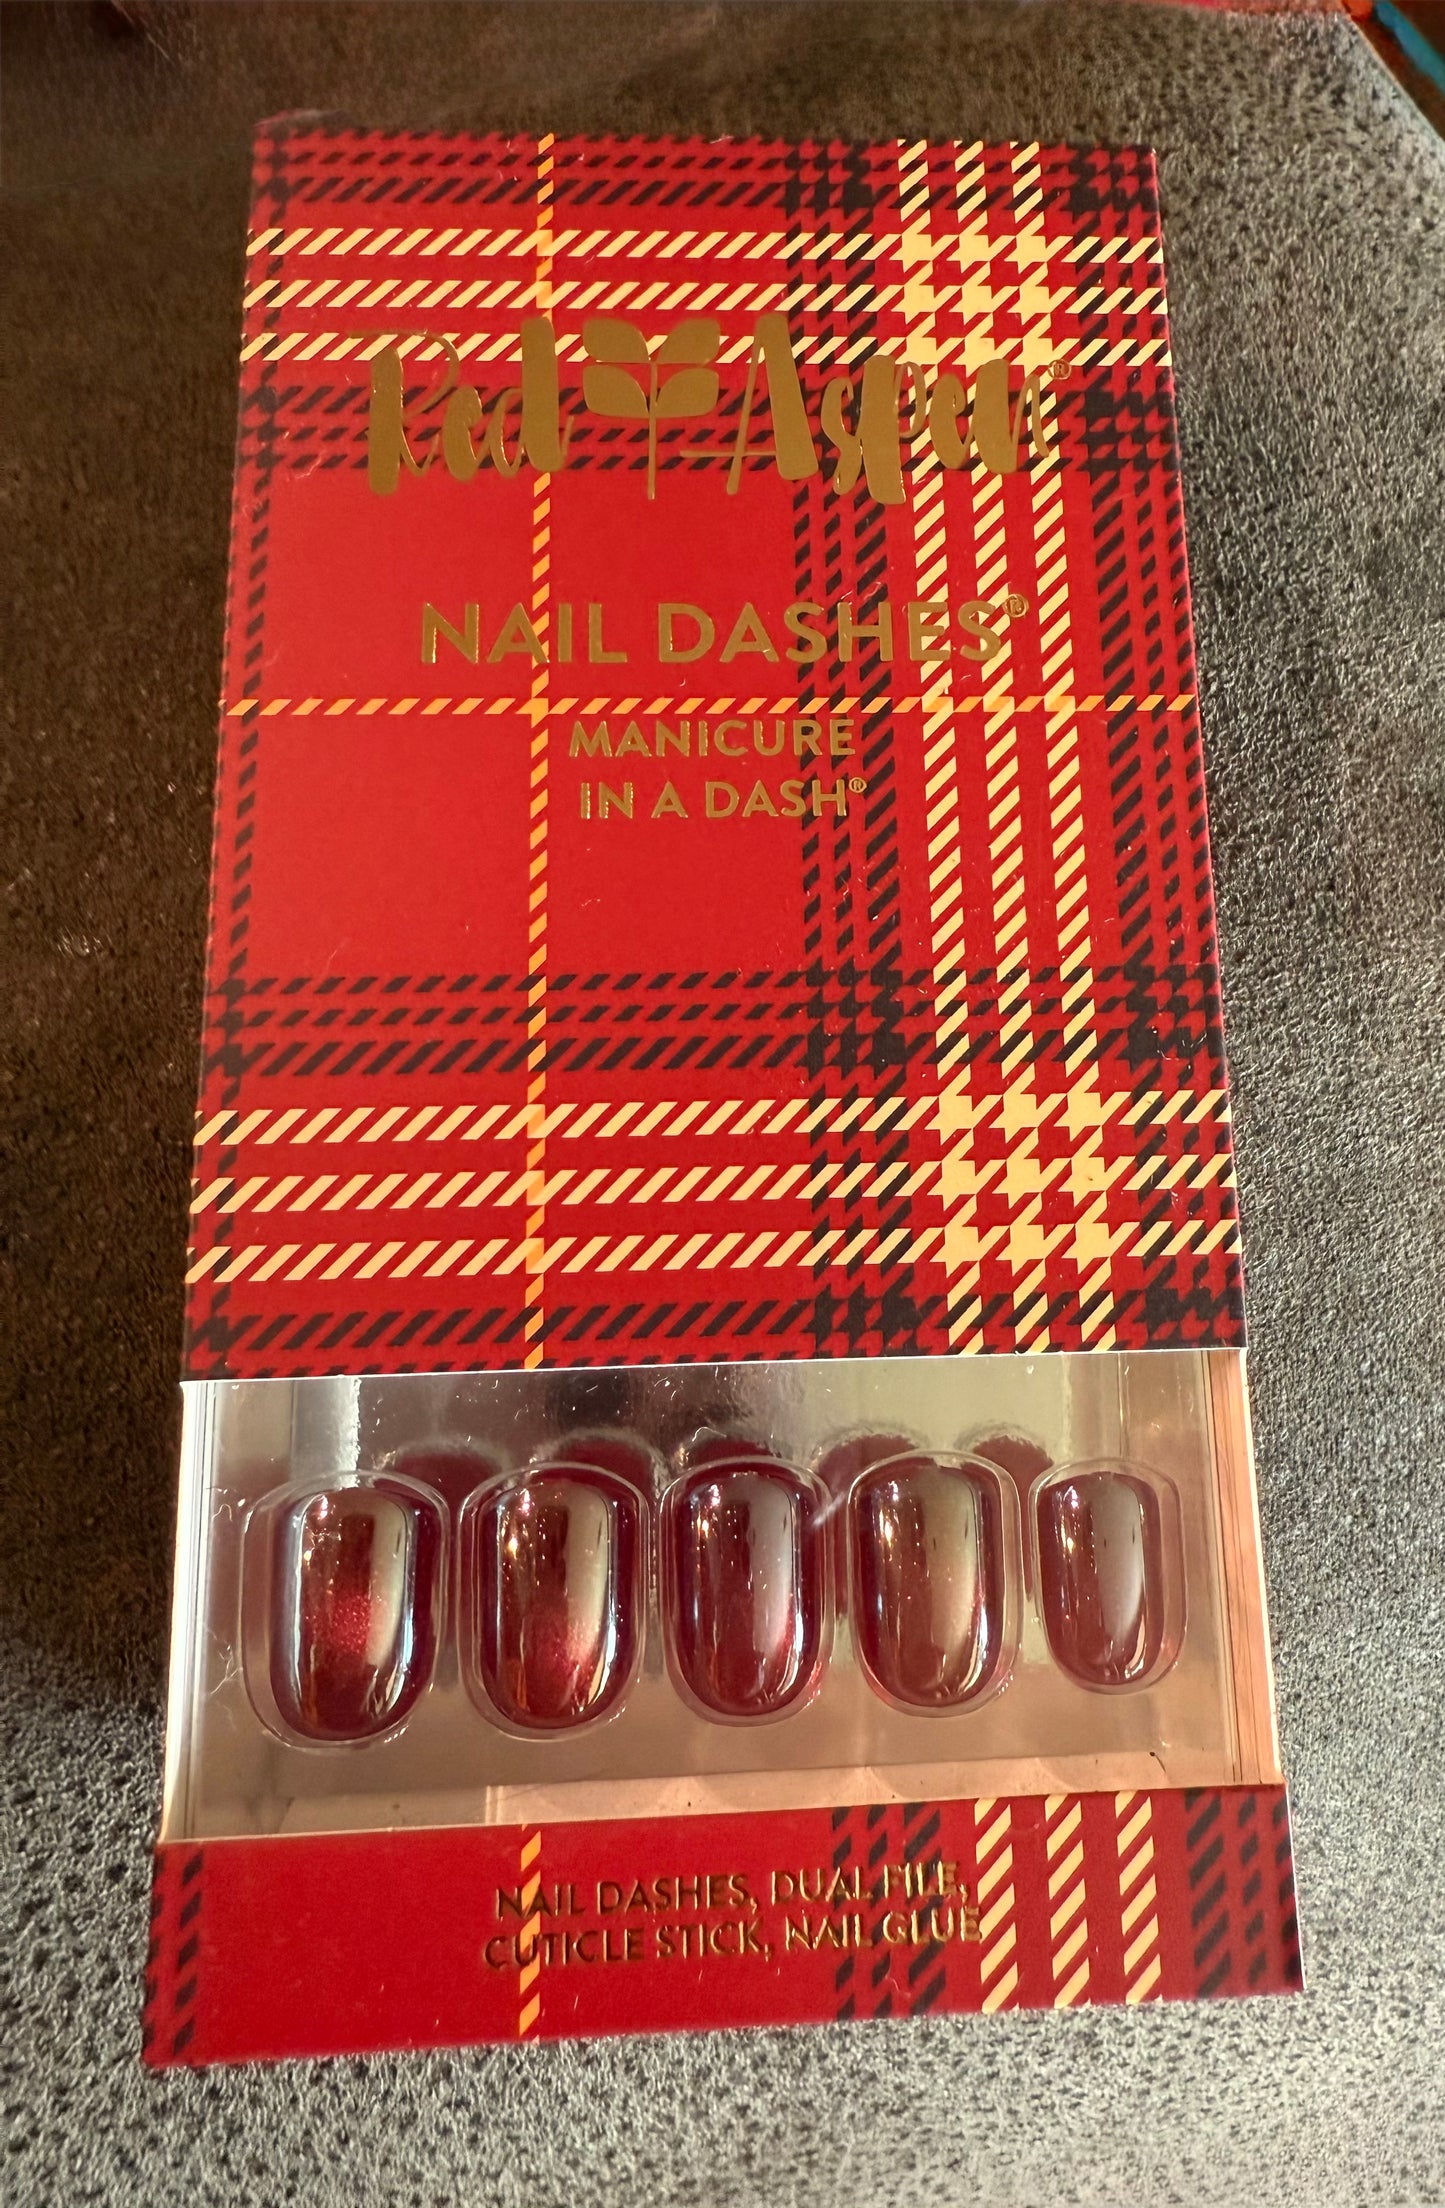 Red Aspen®
NAIL DASHES®
MANICURE
IN A DASH®
NAIL DASHES, DUAL FILE,
CUTICLE STICK, NAIL GLUE